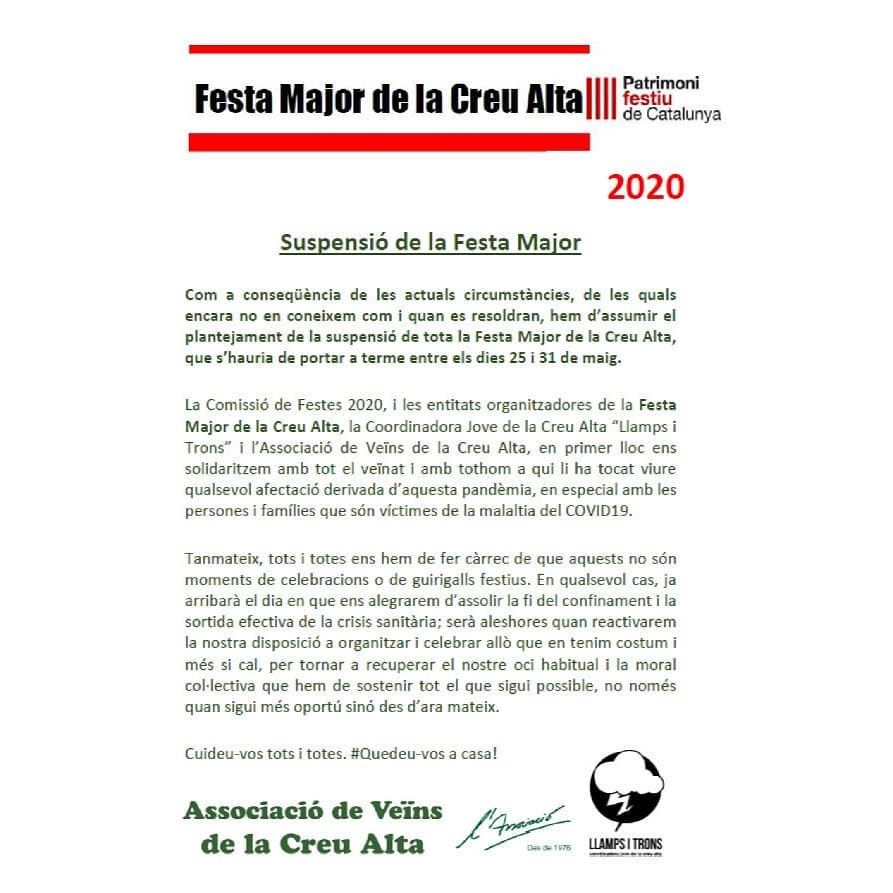 Festa Major de la Creu Alta
Patrimoni
festiu
de Catalunya
2020
Suspensió de la Festa Major
Com a conseqüència de les actuals circumstàncies, de les quals
encara no en coneixem com i quan es resoldran, hem d’assumir el
plantejament de la suspensió de tota la Festa Major de la Creu Alta,
que s’hauria de portar a terme entre els dies 25 i 31 de maig.
La Comissió de Festes 2020, i les entitats organitzadores de la Festa
Major de la Creu Alta, la Coordinadora Jove de la Creu Alta “Llamps i
Trons” i l’Associació de Veïns de la Creu Alta, en primer lloc ens
solidaritzem amb tot el veïnat i amb tothom a qui li ha tocat viure
qualsevol afectació derivada d’aquesta pandèmia, en especial amb les
persones i famílies que són víctimes de la malaltia del COVID19.
Tanmateix, tots i totes ens hem de fer càrrec de que aquests no són
moments de celebracions o de guirigalls festius. En qualsevol cas, ja
arribarà el dia en que ens alegrarem d’assolir la fi del confinament i la
sortida efectiva de la crisis sanitària; serà aleshores quan reactivarem
la nostra disposició a organitzar i celebrar allò que en tenim costum i
més si cal, per tornar a recuperar el nostre oci habitual i la moral
col·lectiva que hem de sostenir tot el que sigui possible, no només
quan sigui més oportú sinó des d’ara mateix.
Cuideu-vos tots i totes. #Quedeu-vos a casa!
Associació de Veïns
de la Creu Alta
l'Associació
Des de 1976
LLAMPS I TRONS